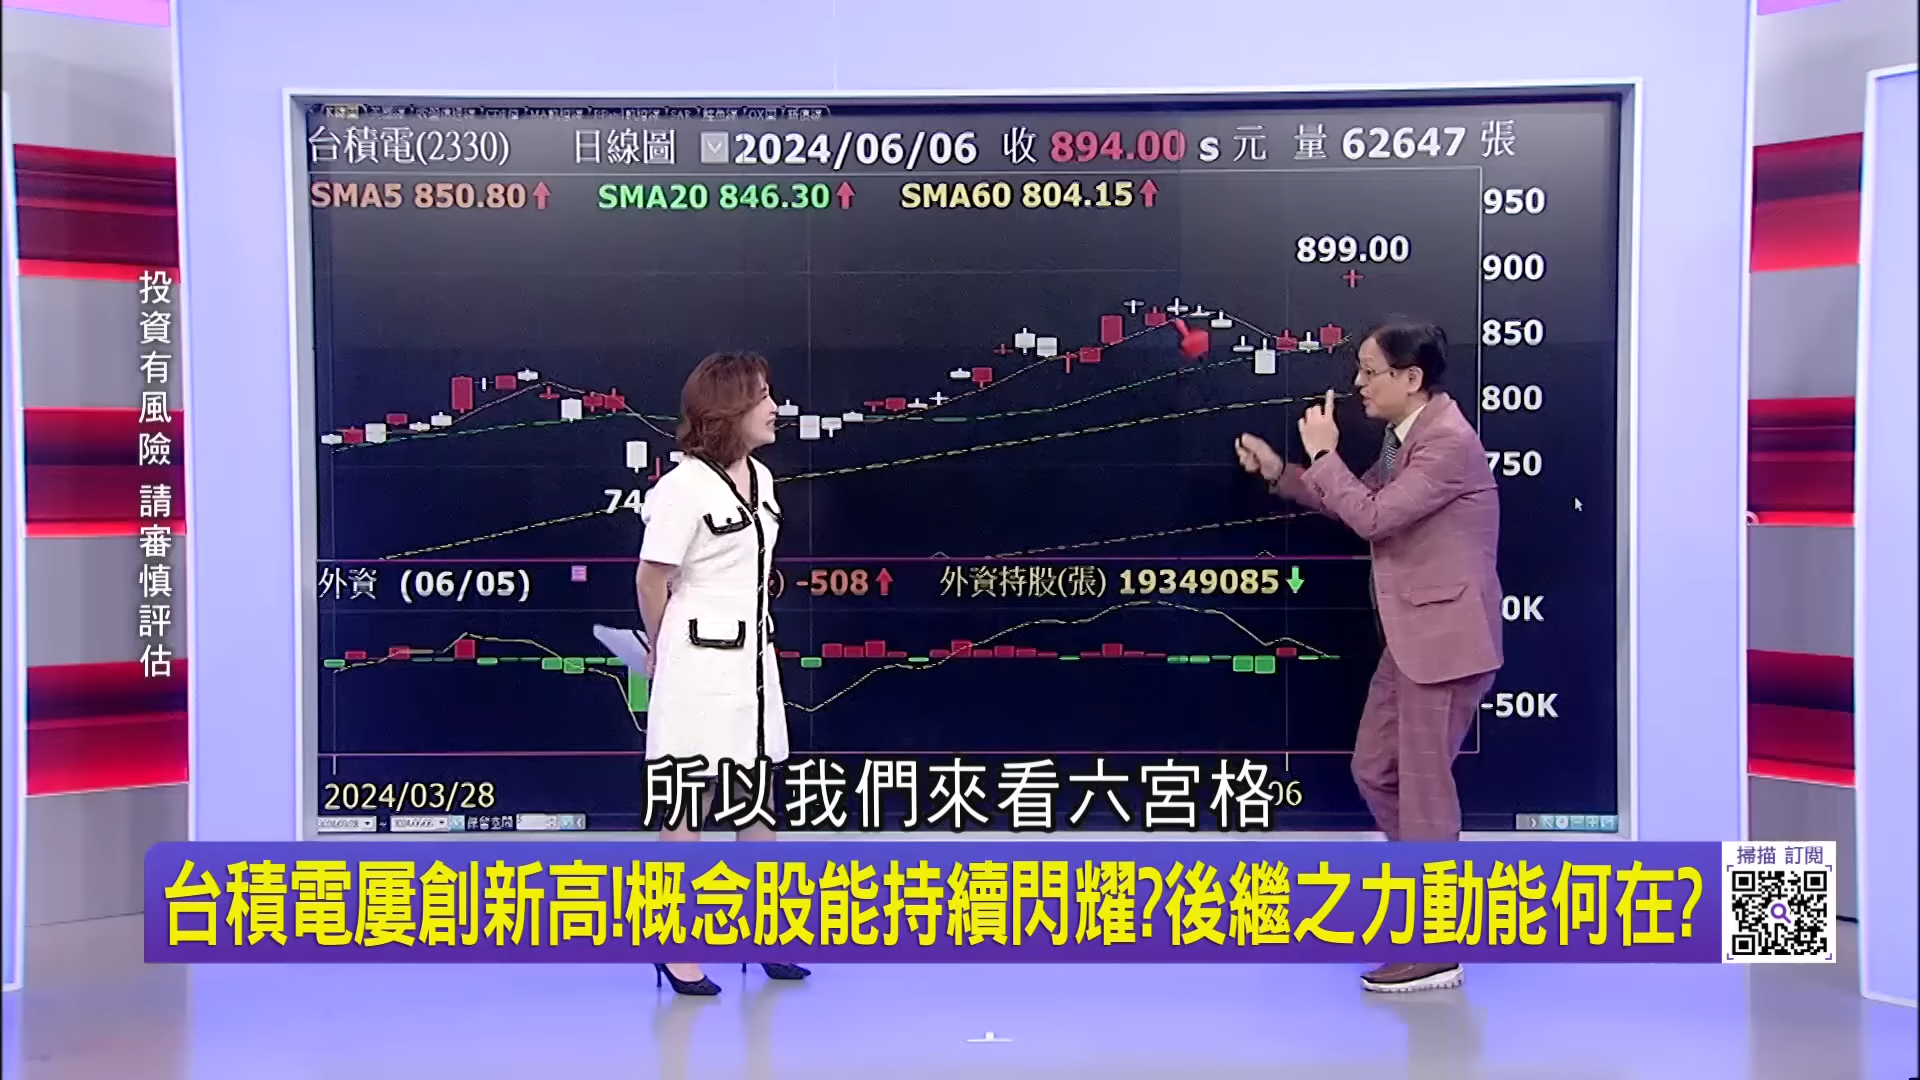 台積電(2330) 日線圖 2024/06/06 收 894.00 s 元 量 62647 張
SMA5 850.80↑ SMA20 846.30↑ SMA60 804.15↑
950
899.00
900
850
800
750
投資有風險 請審慎評估
外資 (06/05) -508↑ 外資持股(張) 19349085↓
0K
-50K
2024/03/28
06
保留空間
所以我們來看六宮格
掃描 訂閱
台積電屢創新高!概念股能持續閃耀?後繼之力動能何在?